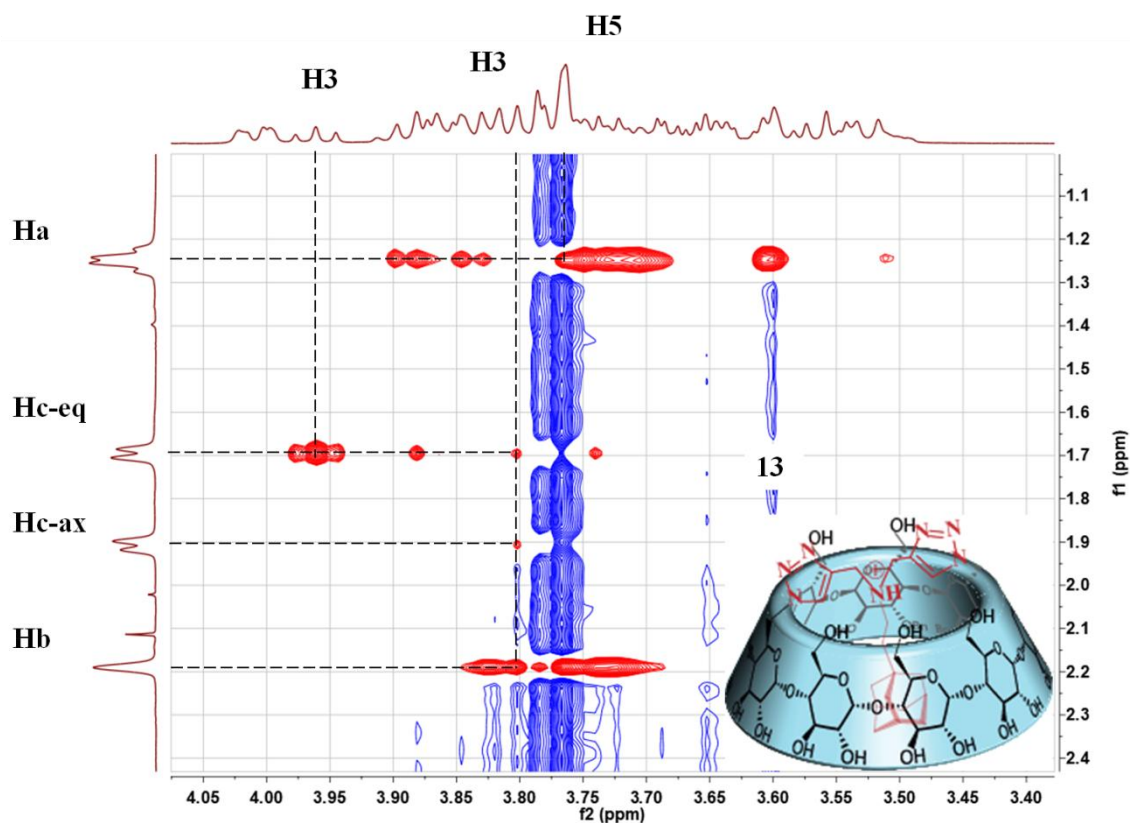 H5
H3
H3
Ha
Hc-eq
Hc-ax
Hb
1.1
1.2
1.3
1.4
1.5
1.6
1.7
1.8
1.9
2.0
2.1
2.2
2.3
2.4
f1 (ppm)
13
OH
OH
N
N
N
N
N
N
NH
OH
OH
O
O
O
O
OH
OH
OH
OH
OH
OH
OH
OH
4.05 4.00 3.95 3.90 3.85 3.80 3.75 3.70 3.65 3.60 3.55 3.50 3.45 3.40
f2 (ppm)